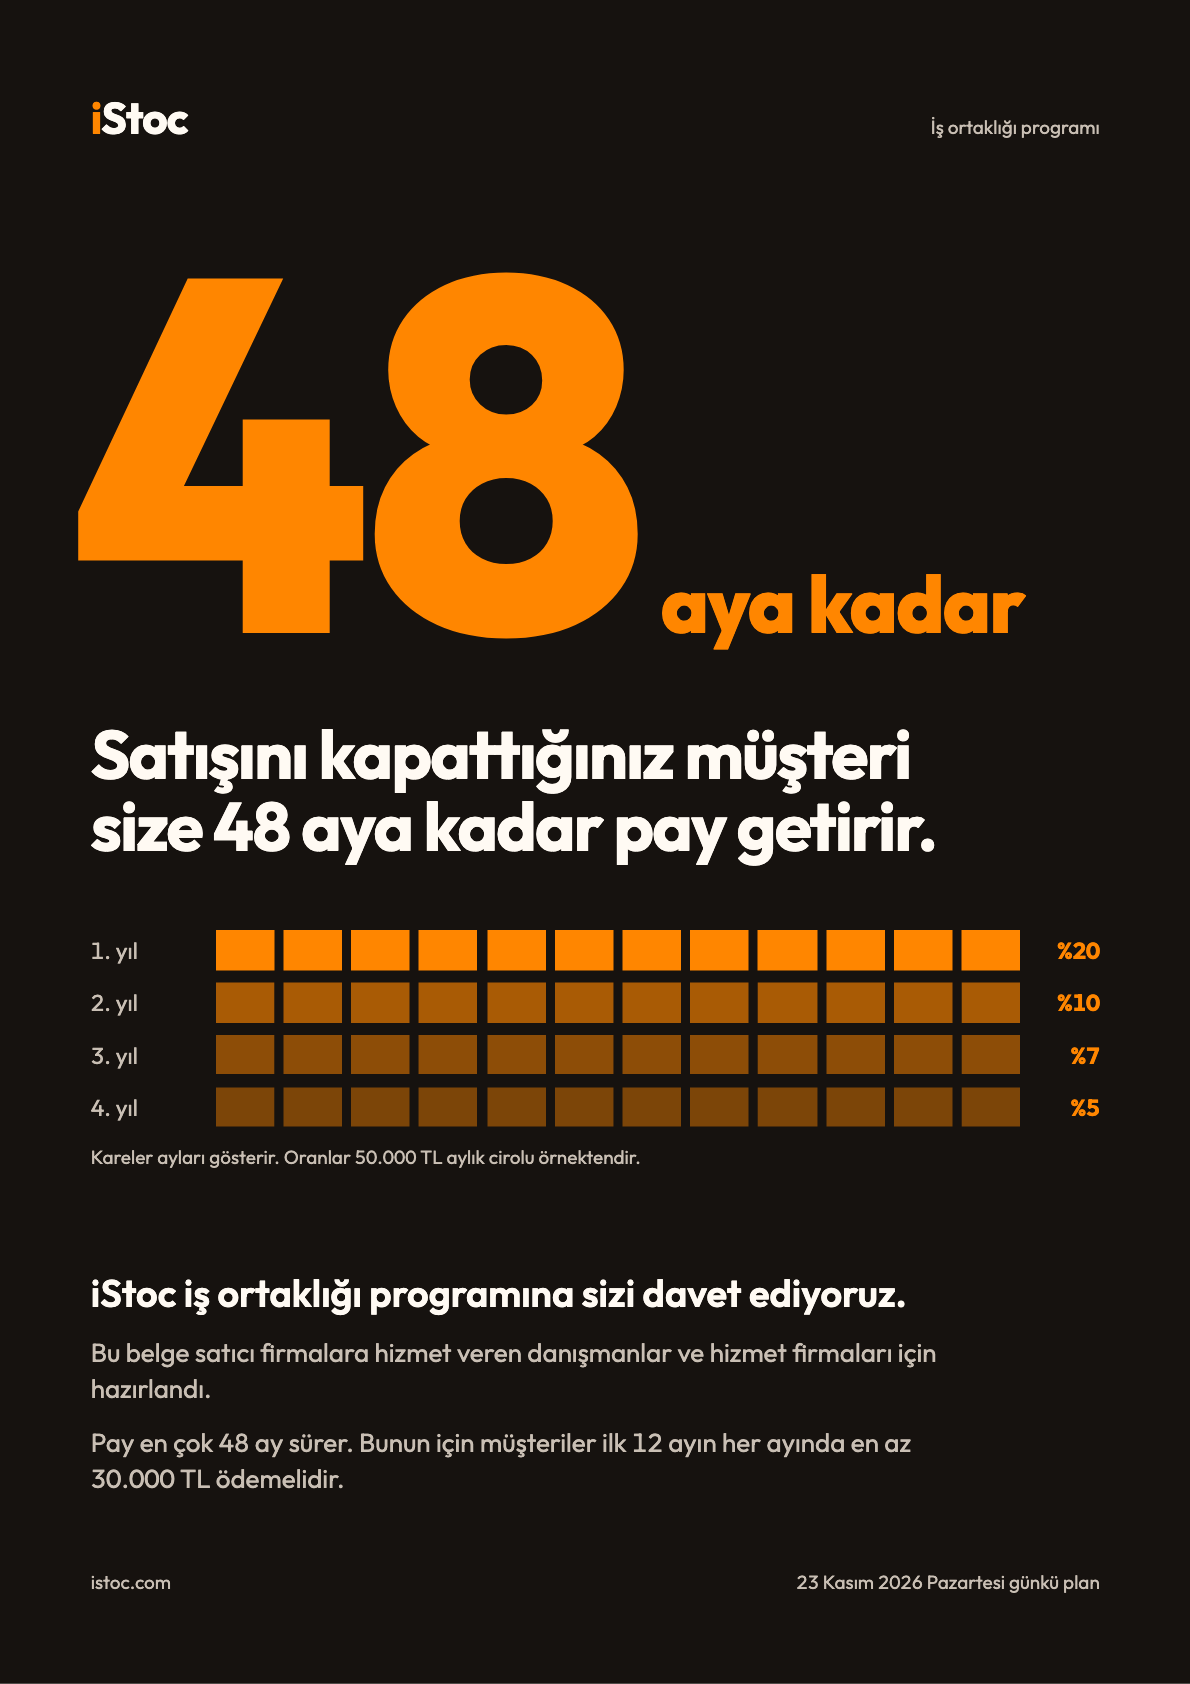 iStoc
İş ortaklığı programı
48 aya kadar
Satışını kapattığınız müşteri
size 48 aya kadar pay getirir.
1. yıl %20
2. yıl %10
3. yıl %7
4. yıl %5
Kareler ayları gösterir. Oranlar 50.000 TL aylık cirolu örnektendir.
iStoc iş ortaklığı programına sizi davet ediyoruz.
Bu belge satıcı firmalara hizmet veren danışmanlar ve hizmet firmaları için
hazırlandı.
Pay en çok 48 ay sürer. Bunun için müşteriler ilk 12 ayın her ayında en az
30.000 TL ödemelidir.
istoc.com
23 Kasım 2026 Pazartesi günkü plan